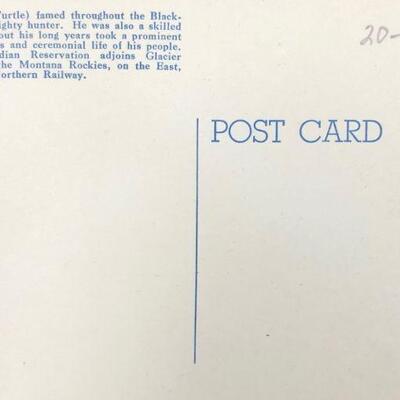 Turtle) famed throughout the Black-
ighty hunter. He was also a skilled
out his long years took a prominent
s and ceremonial life of his people.
dian Reservation adjoins Glacier
he Montana Rockies, on the East,
orthern Railway.
20-
POST CARD